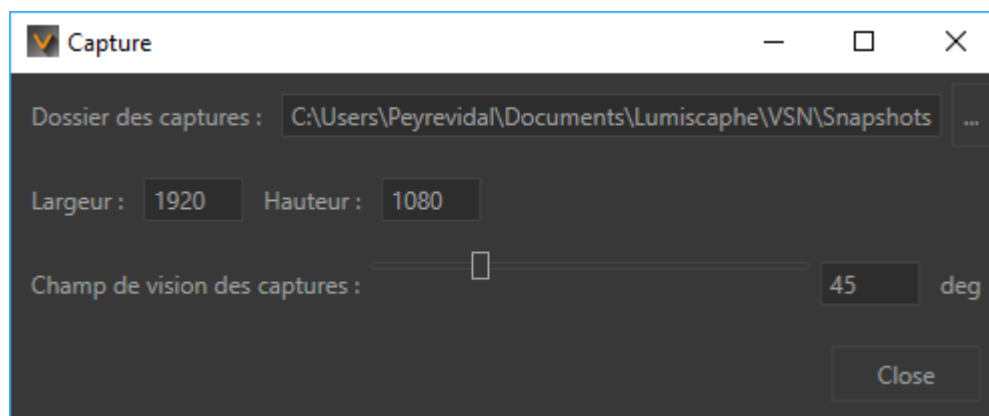 Capture
Dossier des captures : C:\Users\Peyrevidal\Documents\Lumiscaphe\VSN\Snapshots ...
Largeur : 1920 Hauteur : 1080
Champ de vision des captures : 45 deg
Close